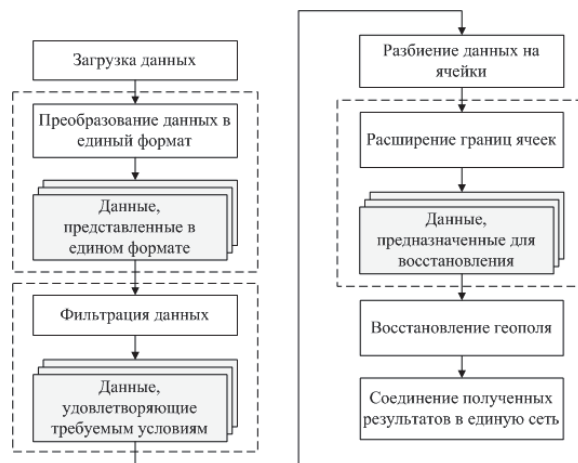 Загрузка данных
Преобразование данных в
единый формат
Данные,
представленные в
едином формате
Фильтрация данных
Данные,
удовлетворяющие
требуемым условиям
Разбиение данных на
ячейки
Расширение границ ячеек
Данные,
предназначенные для
восстановления
Восстановление геополя
Соединение полученных
результатов в единую сеть